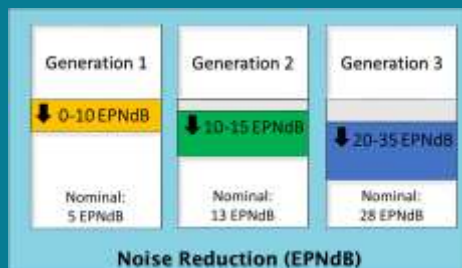 Generation 1
0-10 EPNdB
Nominal:
5 EPNdB
Generation 2
10-15 EPNdB
Nominal:
13 EPNdB
Generation 3
20-35 EPNdB
Nominal:
28 EPNdB
Noise Reduction (EPNdB)